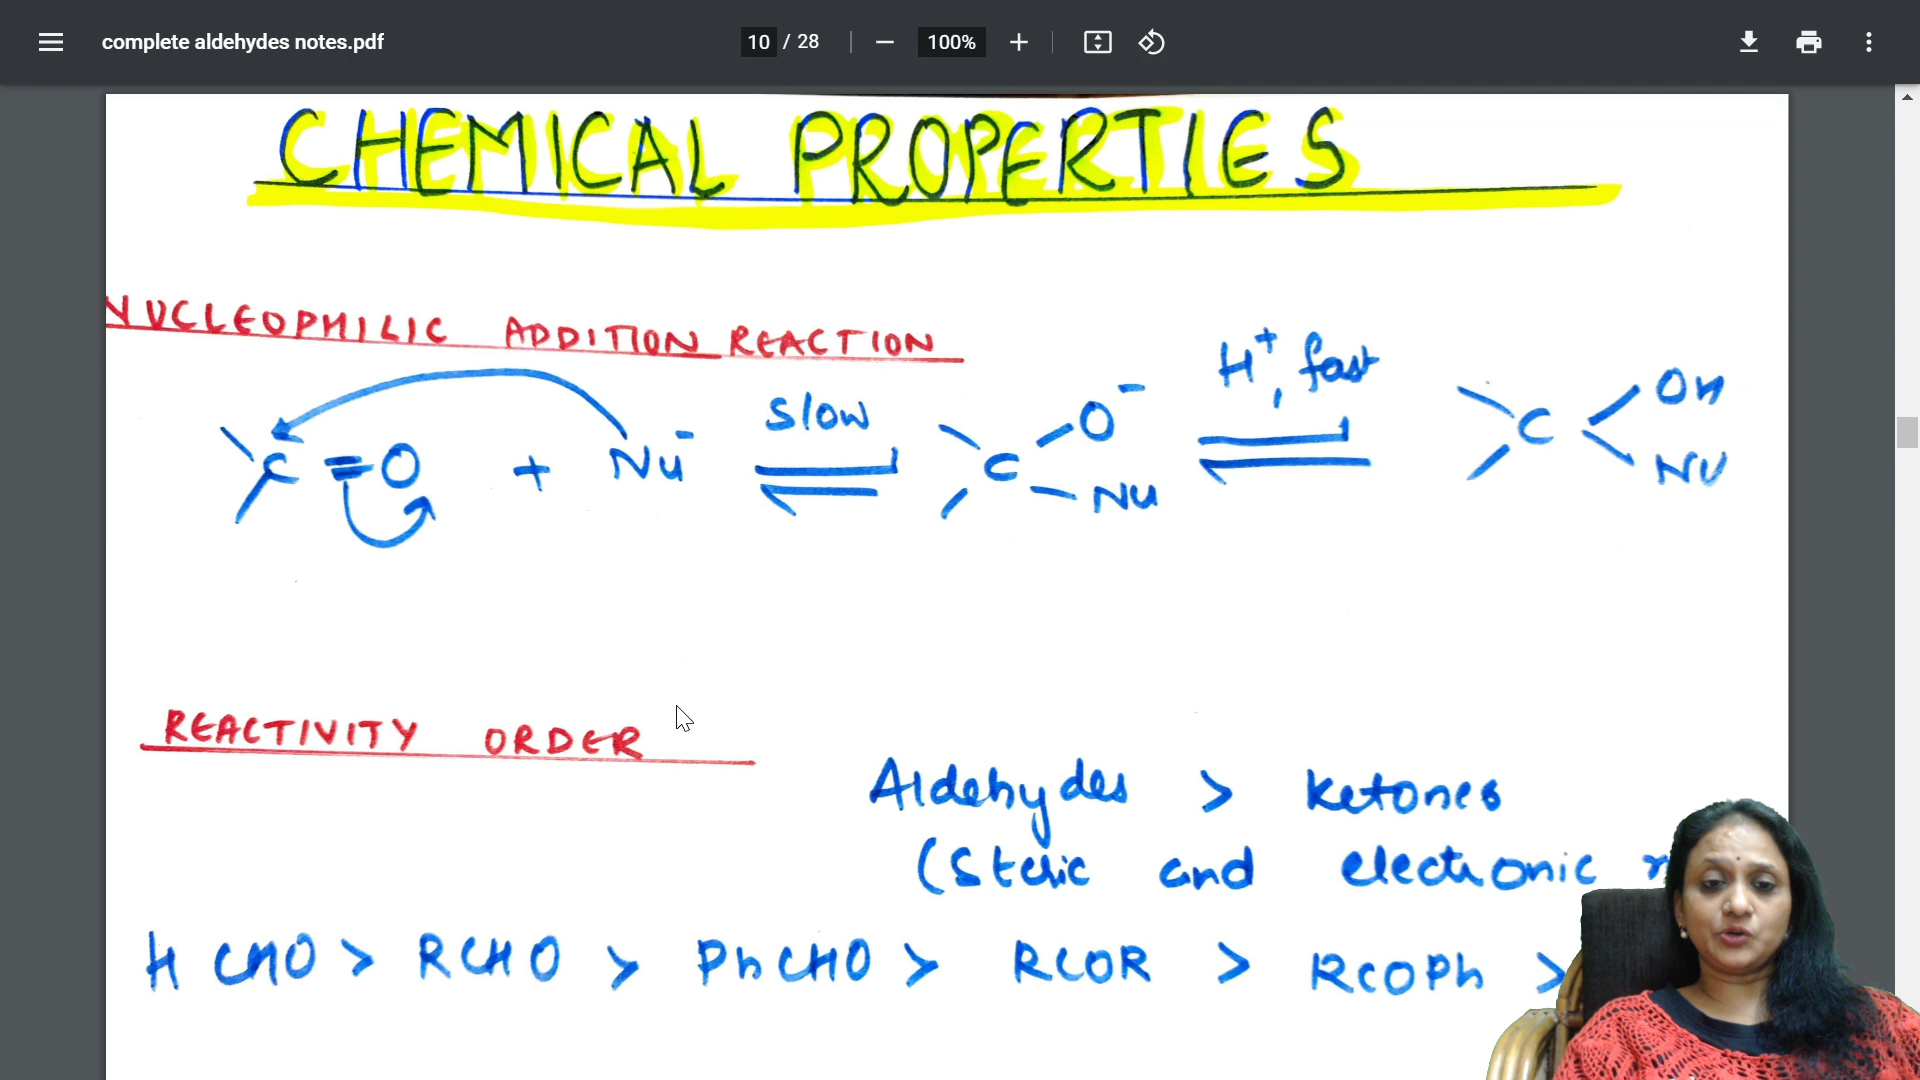 complete aldehydes notes.pdf 10 / 28 100%
CHEMICAL PROPERTIES
NUCLEOPHILIC ADDITION REACTION
C = O + Nu⁻ slow C O⁻ Nu H⁺, fast C OH NU
REACTIVITY ORDER
Aldehydes > Ketones
(Steric and electronic
HCHO > RCHO > PhCHO > RCOR > RCOPh >